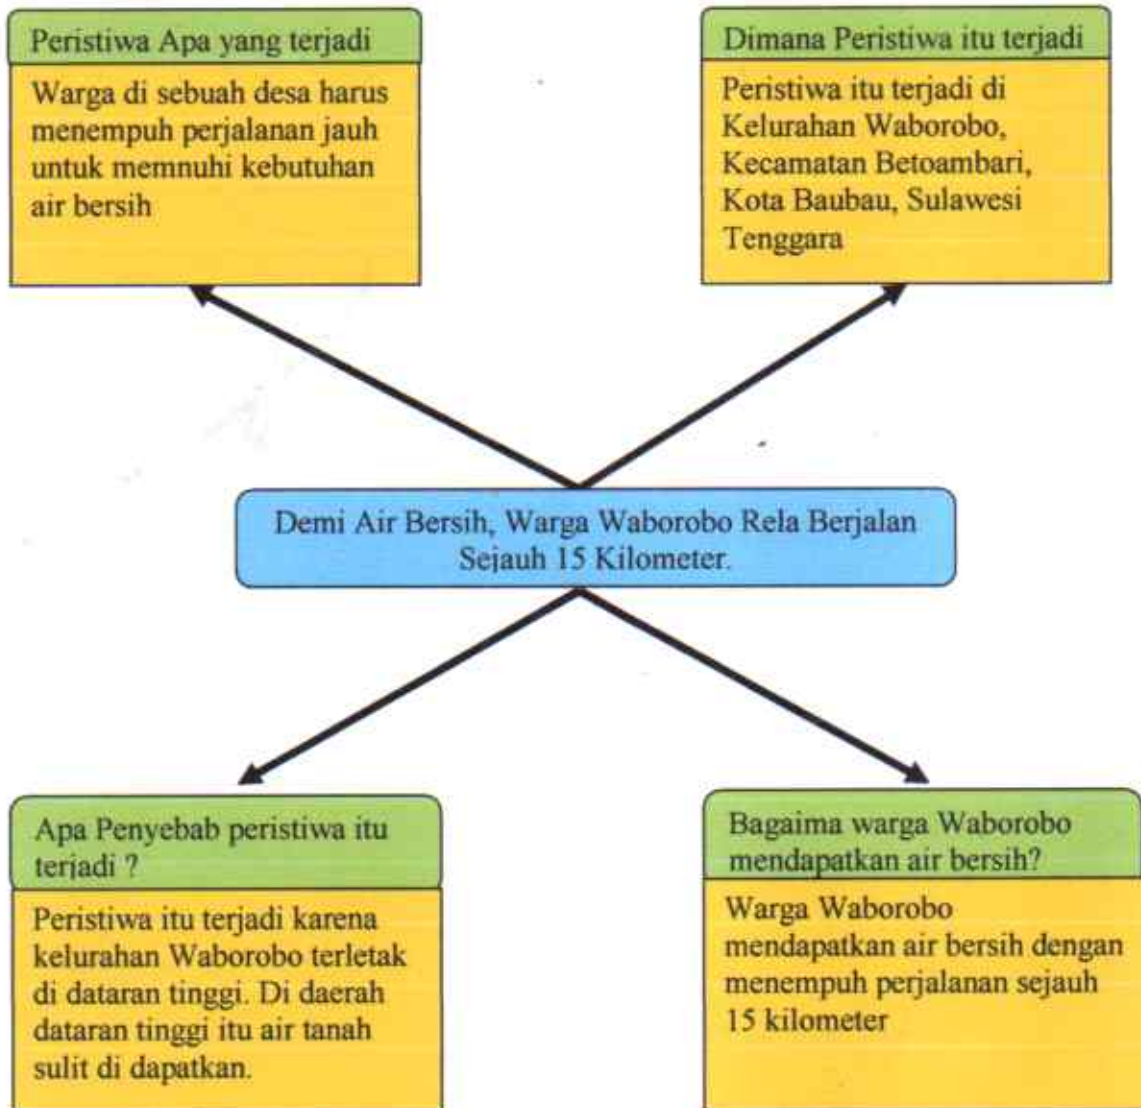 Peristiwa Apa yang terjadi
Warga di sebuah desa harus
menempuh perjalanan jauh
untuk memnuhi kebutuhan
air bersih
Dimana Peristiwa itu terjadi
Peristiwa itu terjadi di
Kelurahan Waborobo,
Kecamatan Betoambari,
Kota Baubau, Sulawesi
Tenggara
Demi Air Bersih, Warga Waborobo Rela Berjalan
Sejauh 15 Kilometer.
Apa Penyebab peristiwa itu
terjadi ?
Peristiwa itu terjadi karena
kelurahan Waborobo terletak
di dataran tinggi. Di daerah
dataran tinggi itu air tanah
sulit di dapatkan.
Bagaima warga Waborobo
mendapatkan air bersih?
Warga Waborobo
mendapatkan air bersih dengan
menempuh perjalanan sejauh
15 kilometer